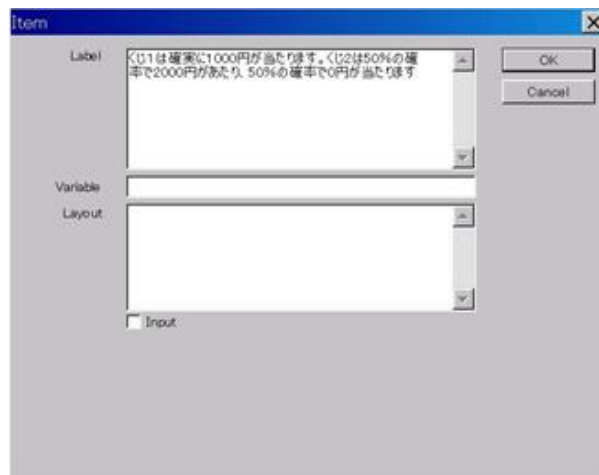 Item
Label
くじ1は確実に1000円が当たります。くじ2は50%の確
率で2000円があたり、50%の確率で0円が当たります
OK
Cancel
Variable
Layout
Input